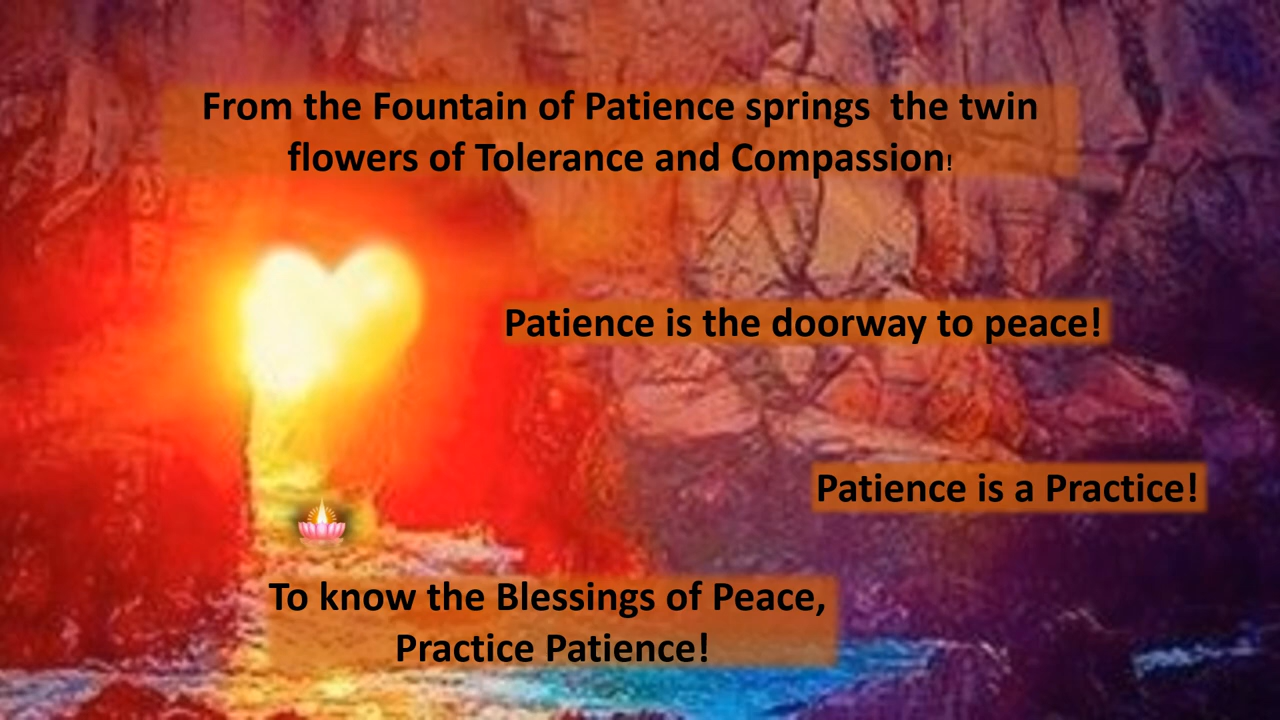 From the Fountain of Patience springs  the twin
flowers of Tolerance and Compassion!
Patience is the doorway to peace!
Patience is a Practice!
To know the Blessings of Peace,
Practice Patience!